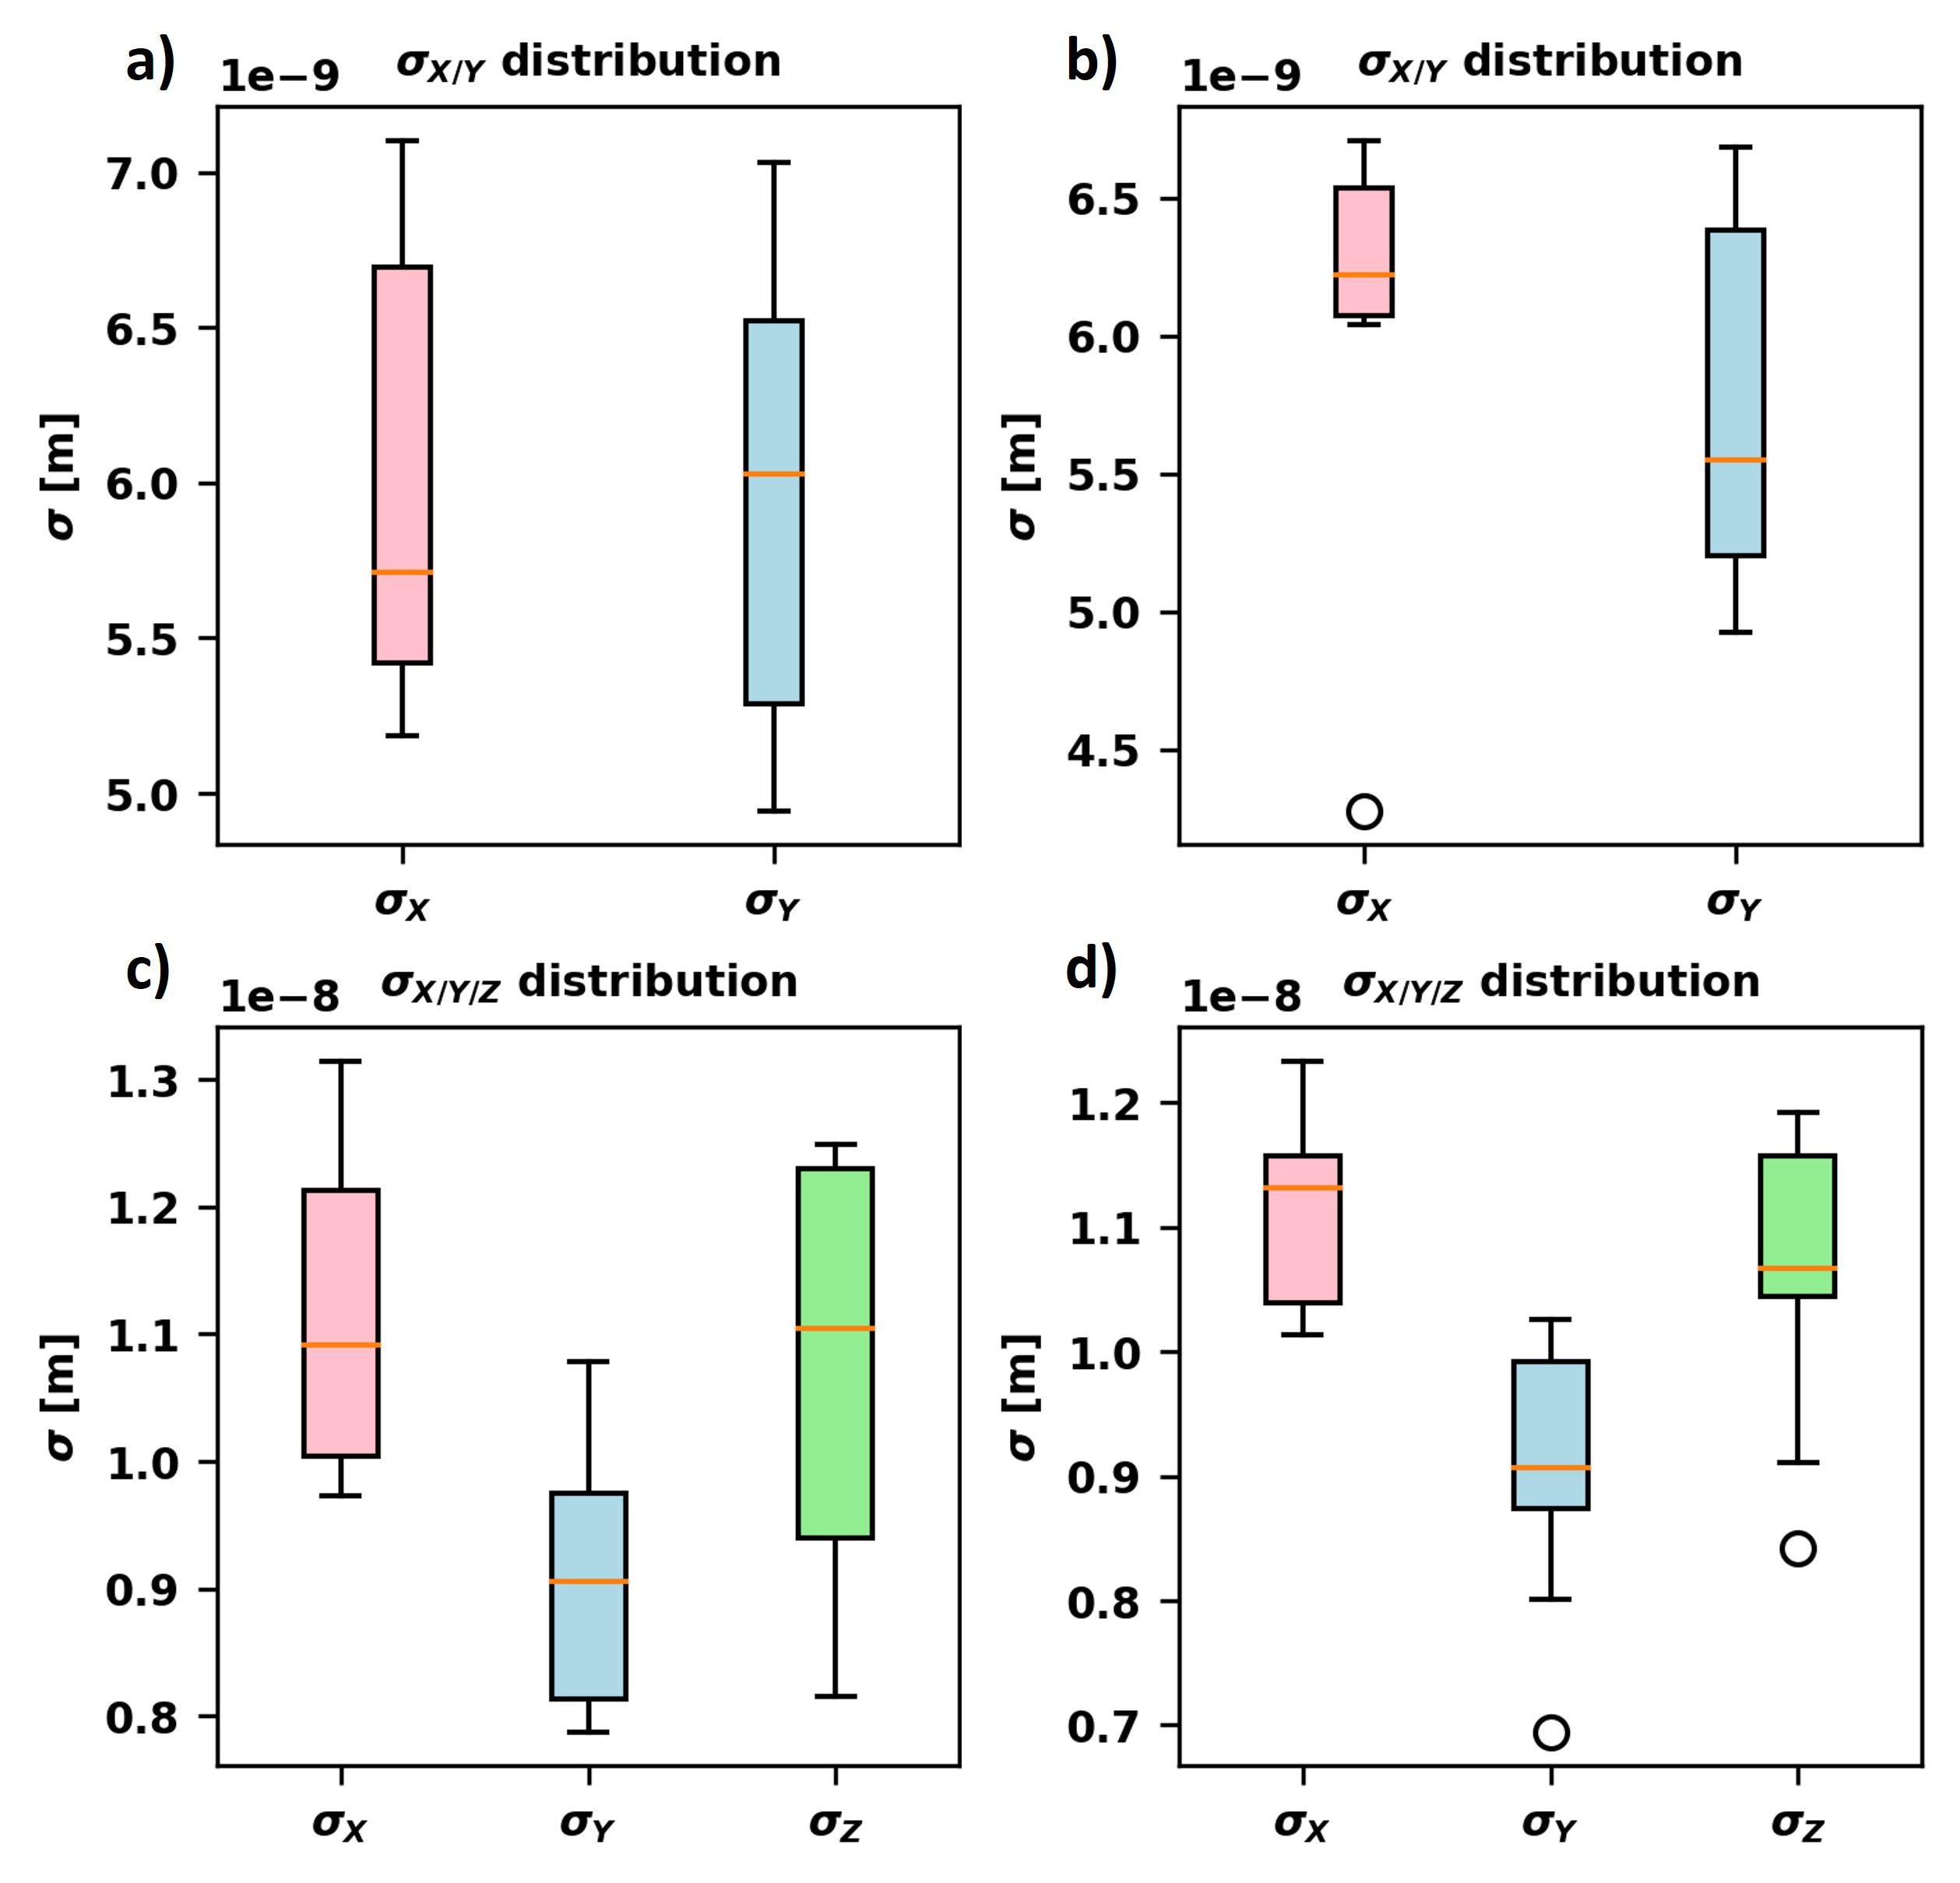 a)
1e−9 σX/Y distribution
7.0
6.5
6.0
5.5
5.0
σ [m]
σX σY
b)
1e−9 σX/Y distribution
6.5
6.0
5.5
5.0
4.5
σ [m]
σX σY
c)
1e−8 σX/Y/Z distribution
1.3
1.2
1.1
1.0
0.9
0.8
σ [m]
σX σY σZ
d)
1e−8 σX/Y/Z distribution
1.2
1.1
1.0
0.9
0.8
0.7
σ [m]
σX σY σZ